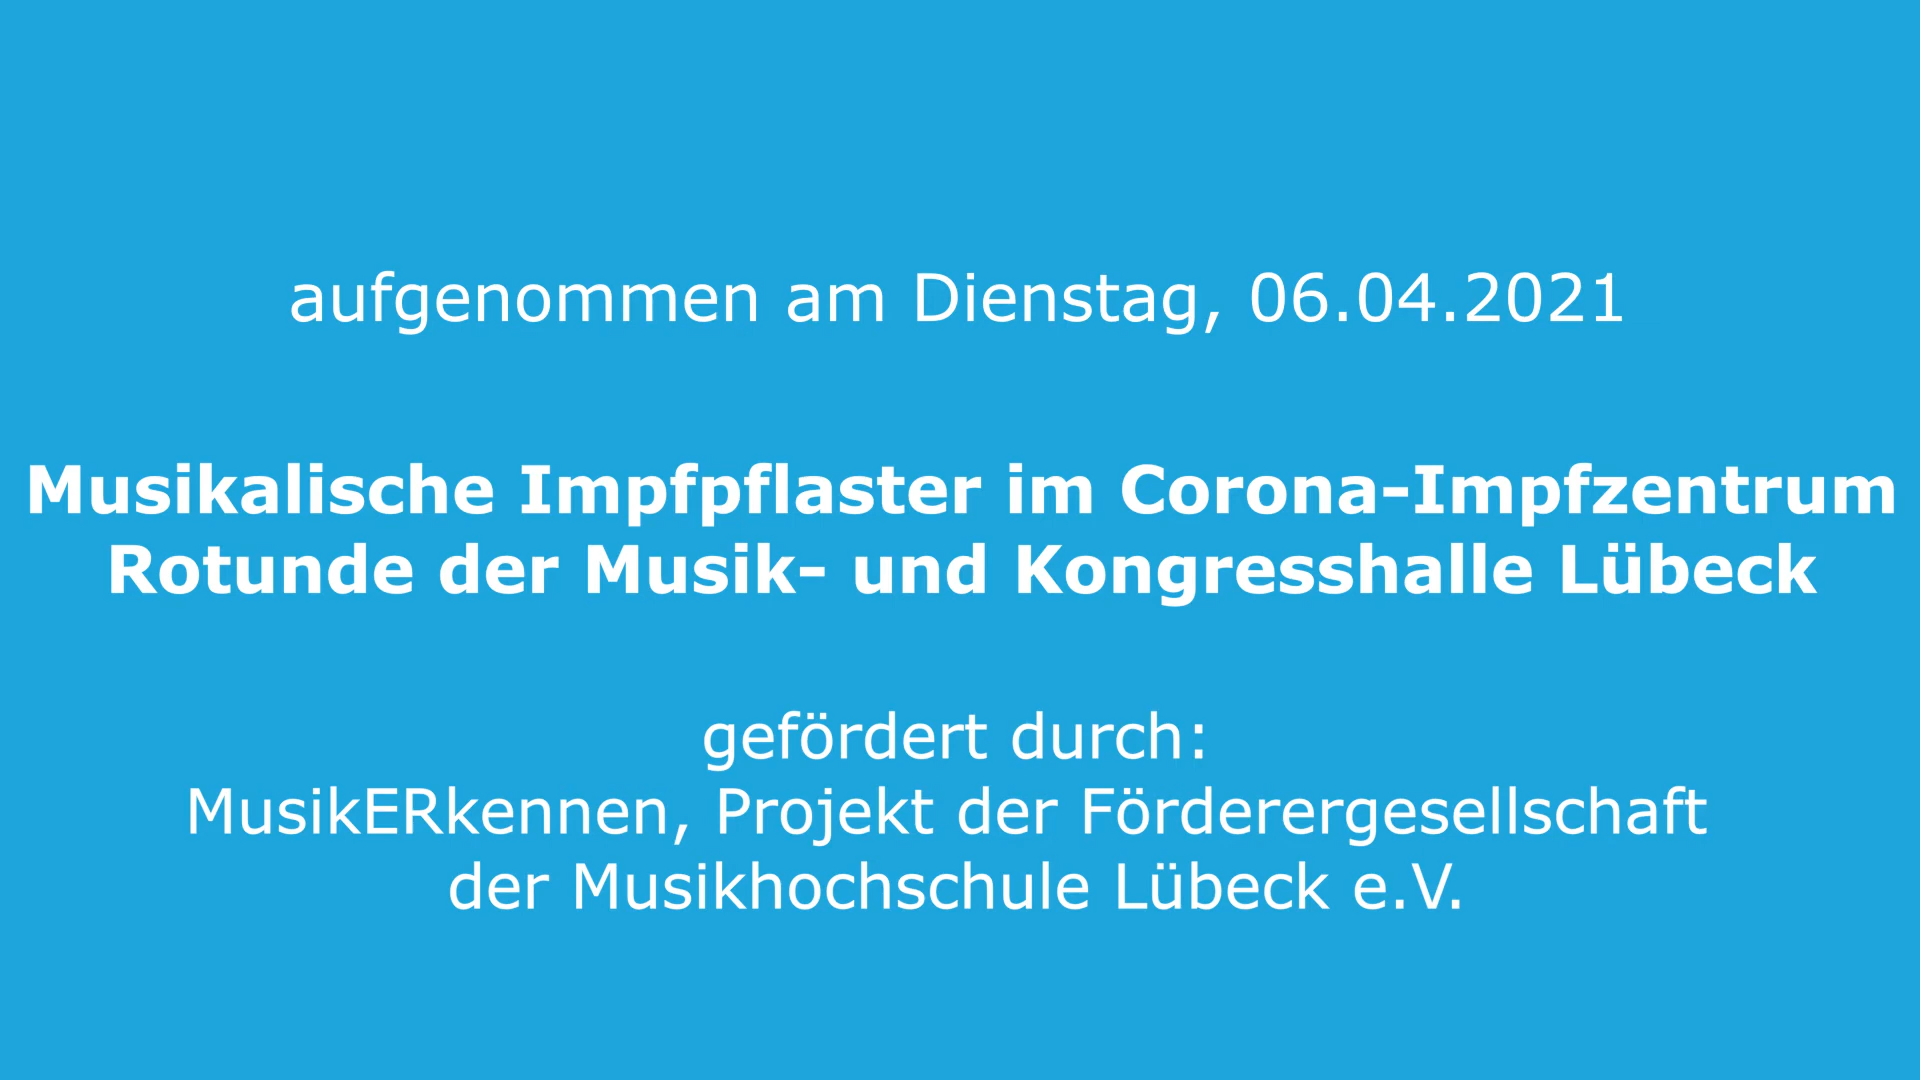 aufgenommen am Dienstag, 06.04.2021
Musikalische Impfpflaster im Corona-Impfzentrum
Rotunde der Musik- und Kongresshalle Lübeck
gefördert durch:
MusikERkennen, Projekt der Förderergesellschaft
der Musikhochschule Lübeck e.V.